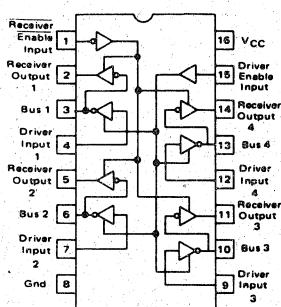 Receiver
Enable
Input
1
Receiver
Output
1
2
Bus 1
3
Driver
Input
1
4
Receiver
Output
2
5
Bus 2
6
Driver
Input
2
7
Gnd
8
16
VCC
15
Driver
Enable
Input
14
Receiver
Output
4
13
Bus 4
12
Driver
Input
4
11
Receiver
Output
3
10
Bus 3
9
Driver
Input
3